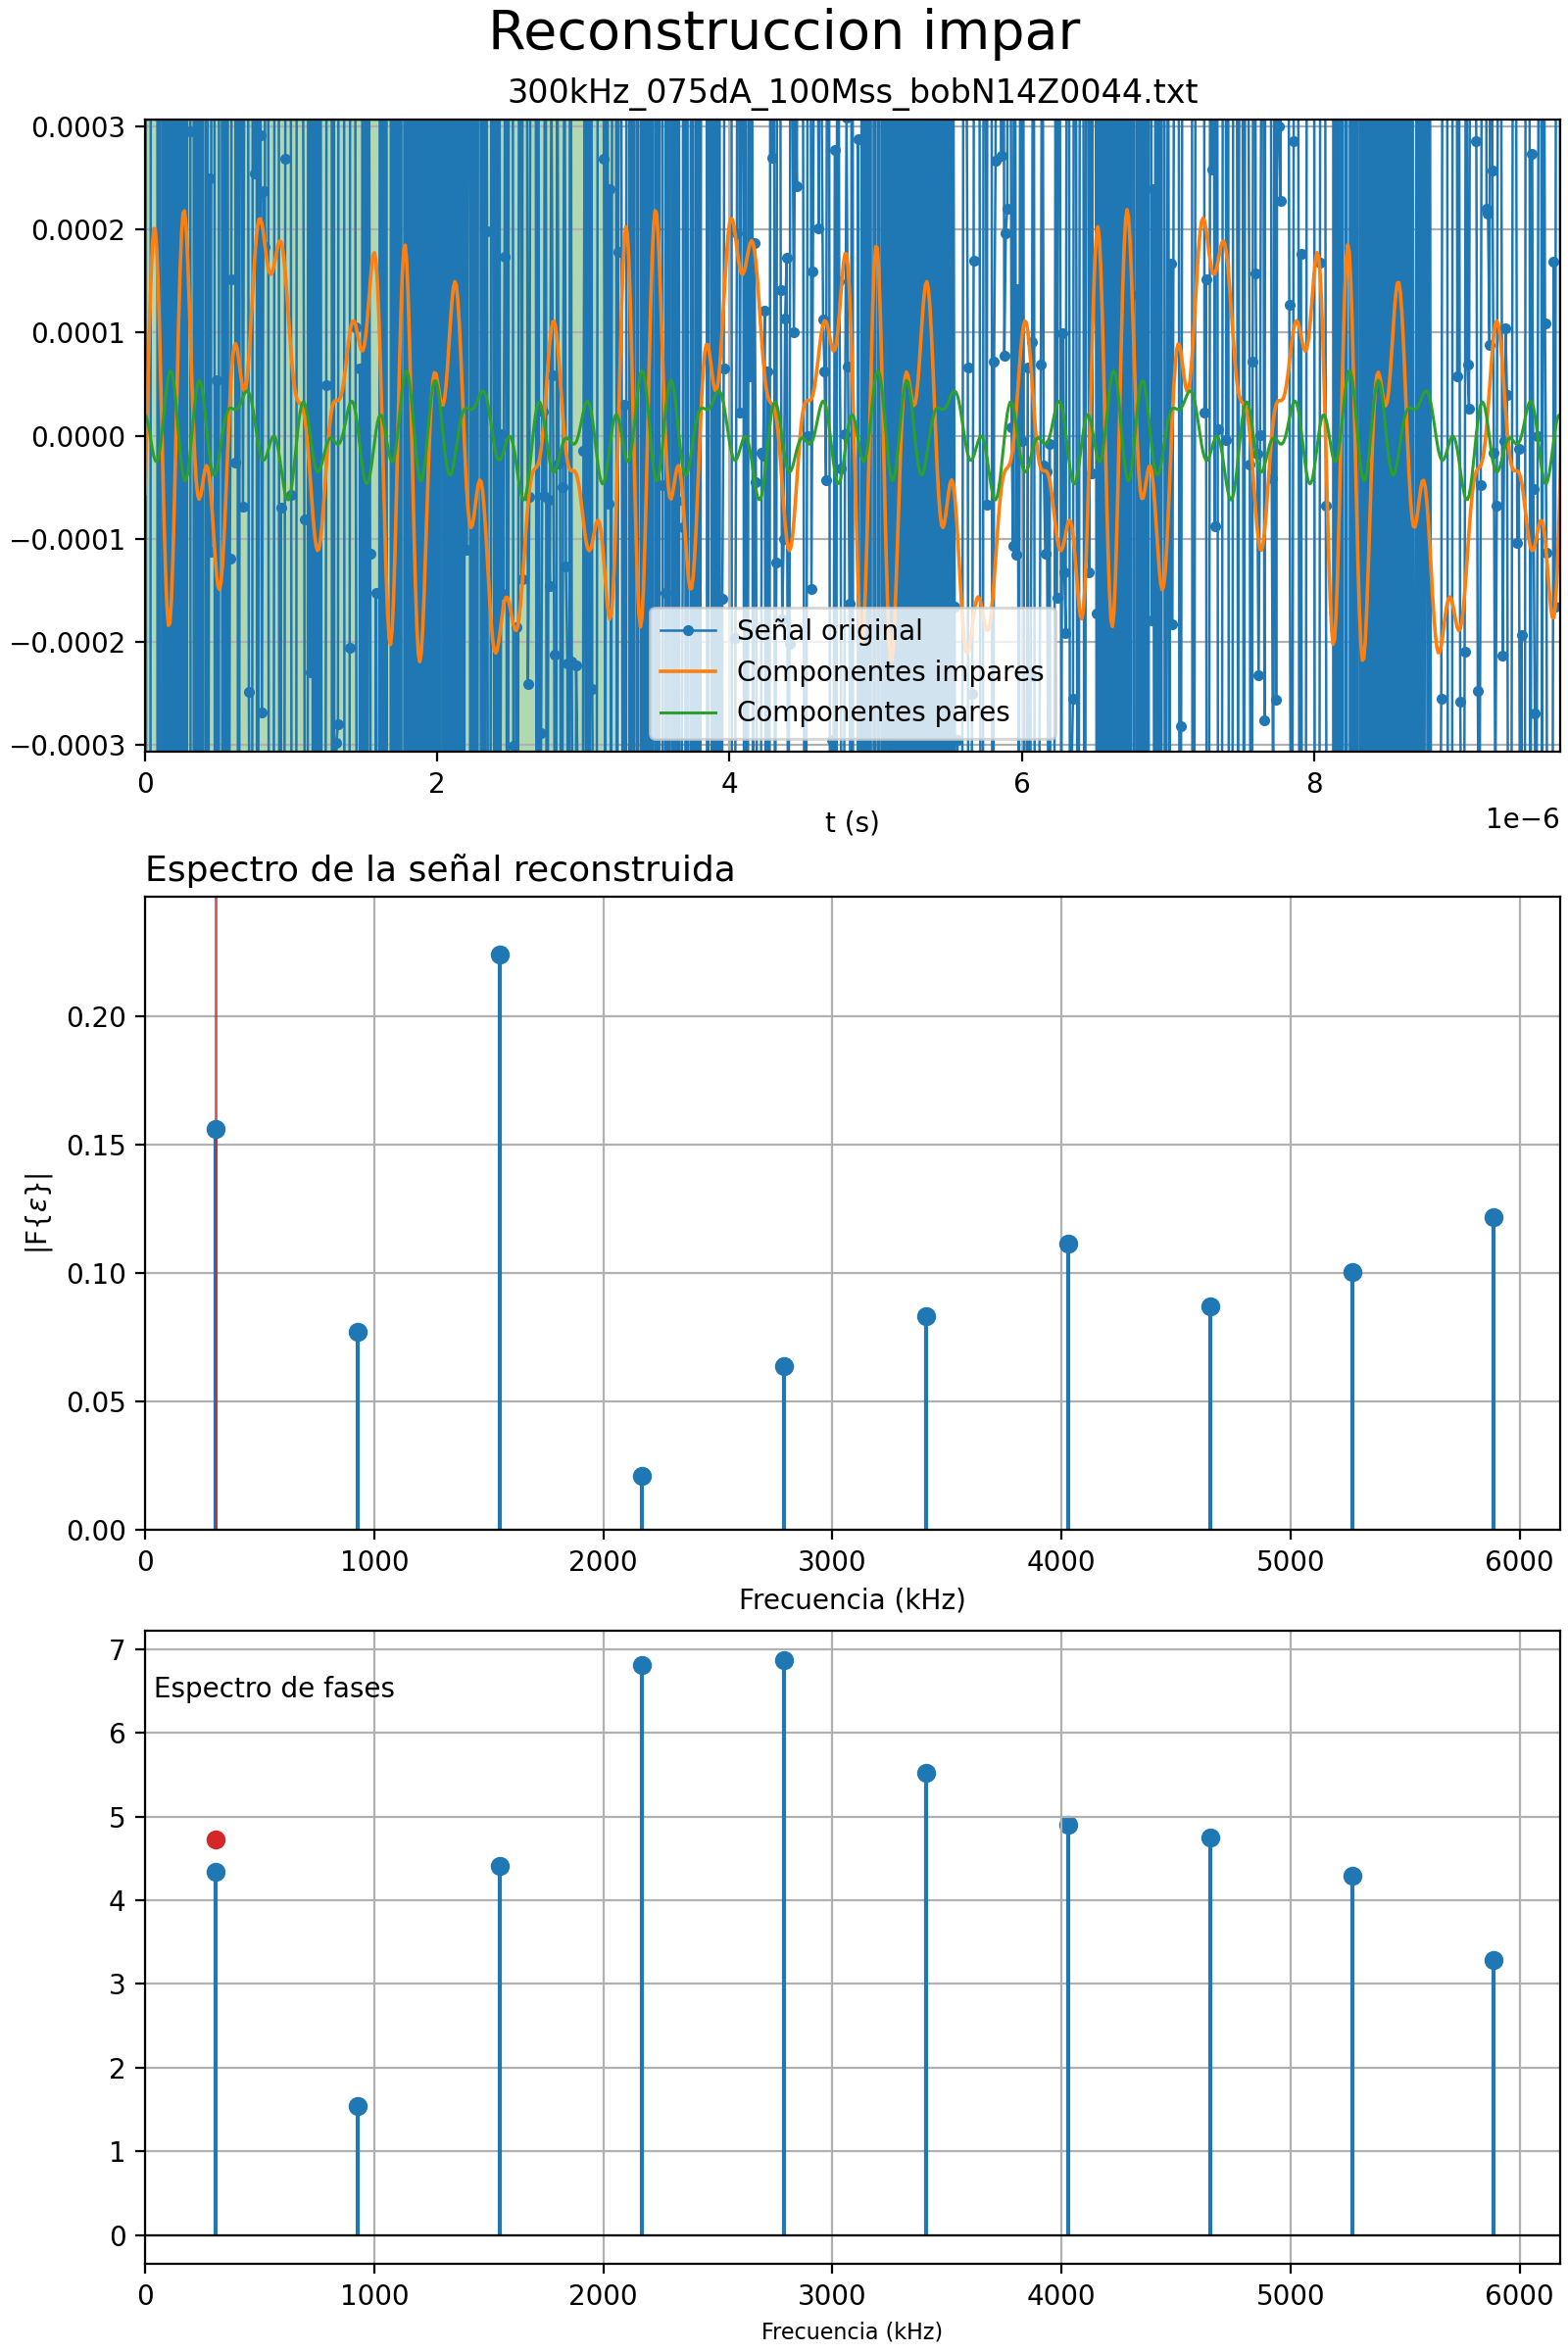 Reconstruccion impar
300kHz_075dA_100Mss_bobN14Z0044.txt
0.0003
0.0002
0.0001
0.0000
−0.0001
−0.0002
−0.0003
Señal original
Componentes impares
Componentes pares
0 2 4 6 8
t (s)
1e−6
Espectro de la señal reconstruida
0.20
0.15
0.10
0.05
0.00
|F{ε}|
0 1000 2000 3000 4000 5000 6000
Frecuencia (kHz)
7
Espectro de fases
6
5
4
3
2
1
0
0 1000 2000 3000 4000 5000 6000
Frecuencia (kHz)